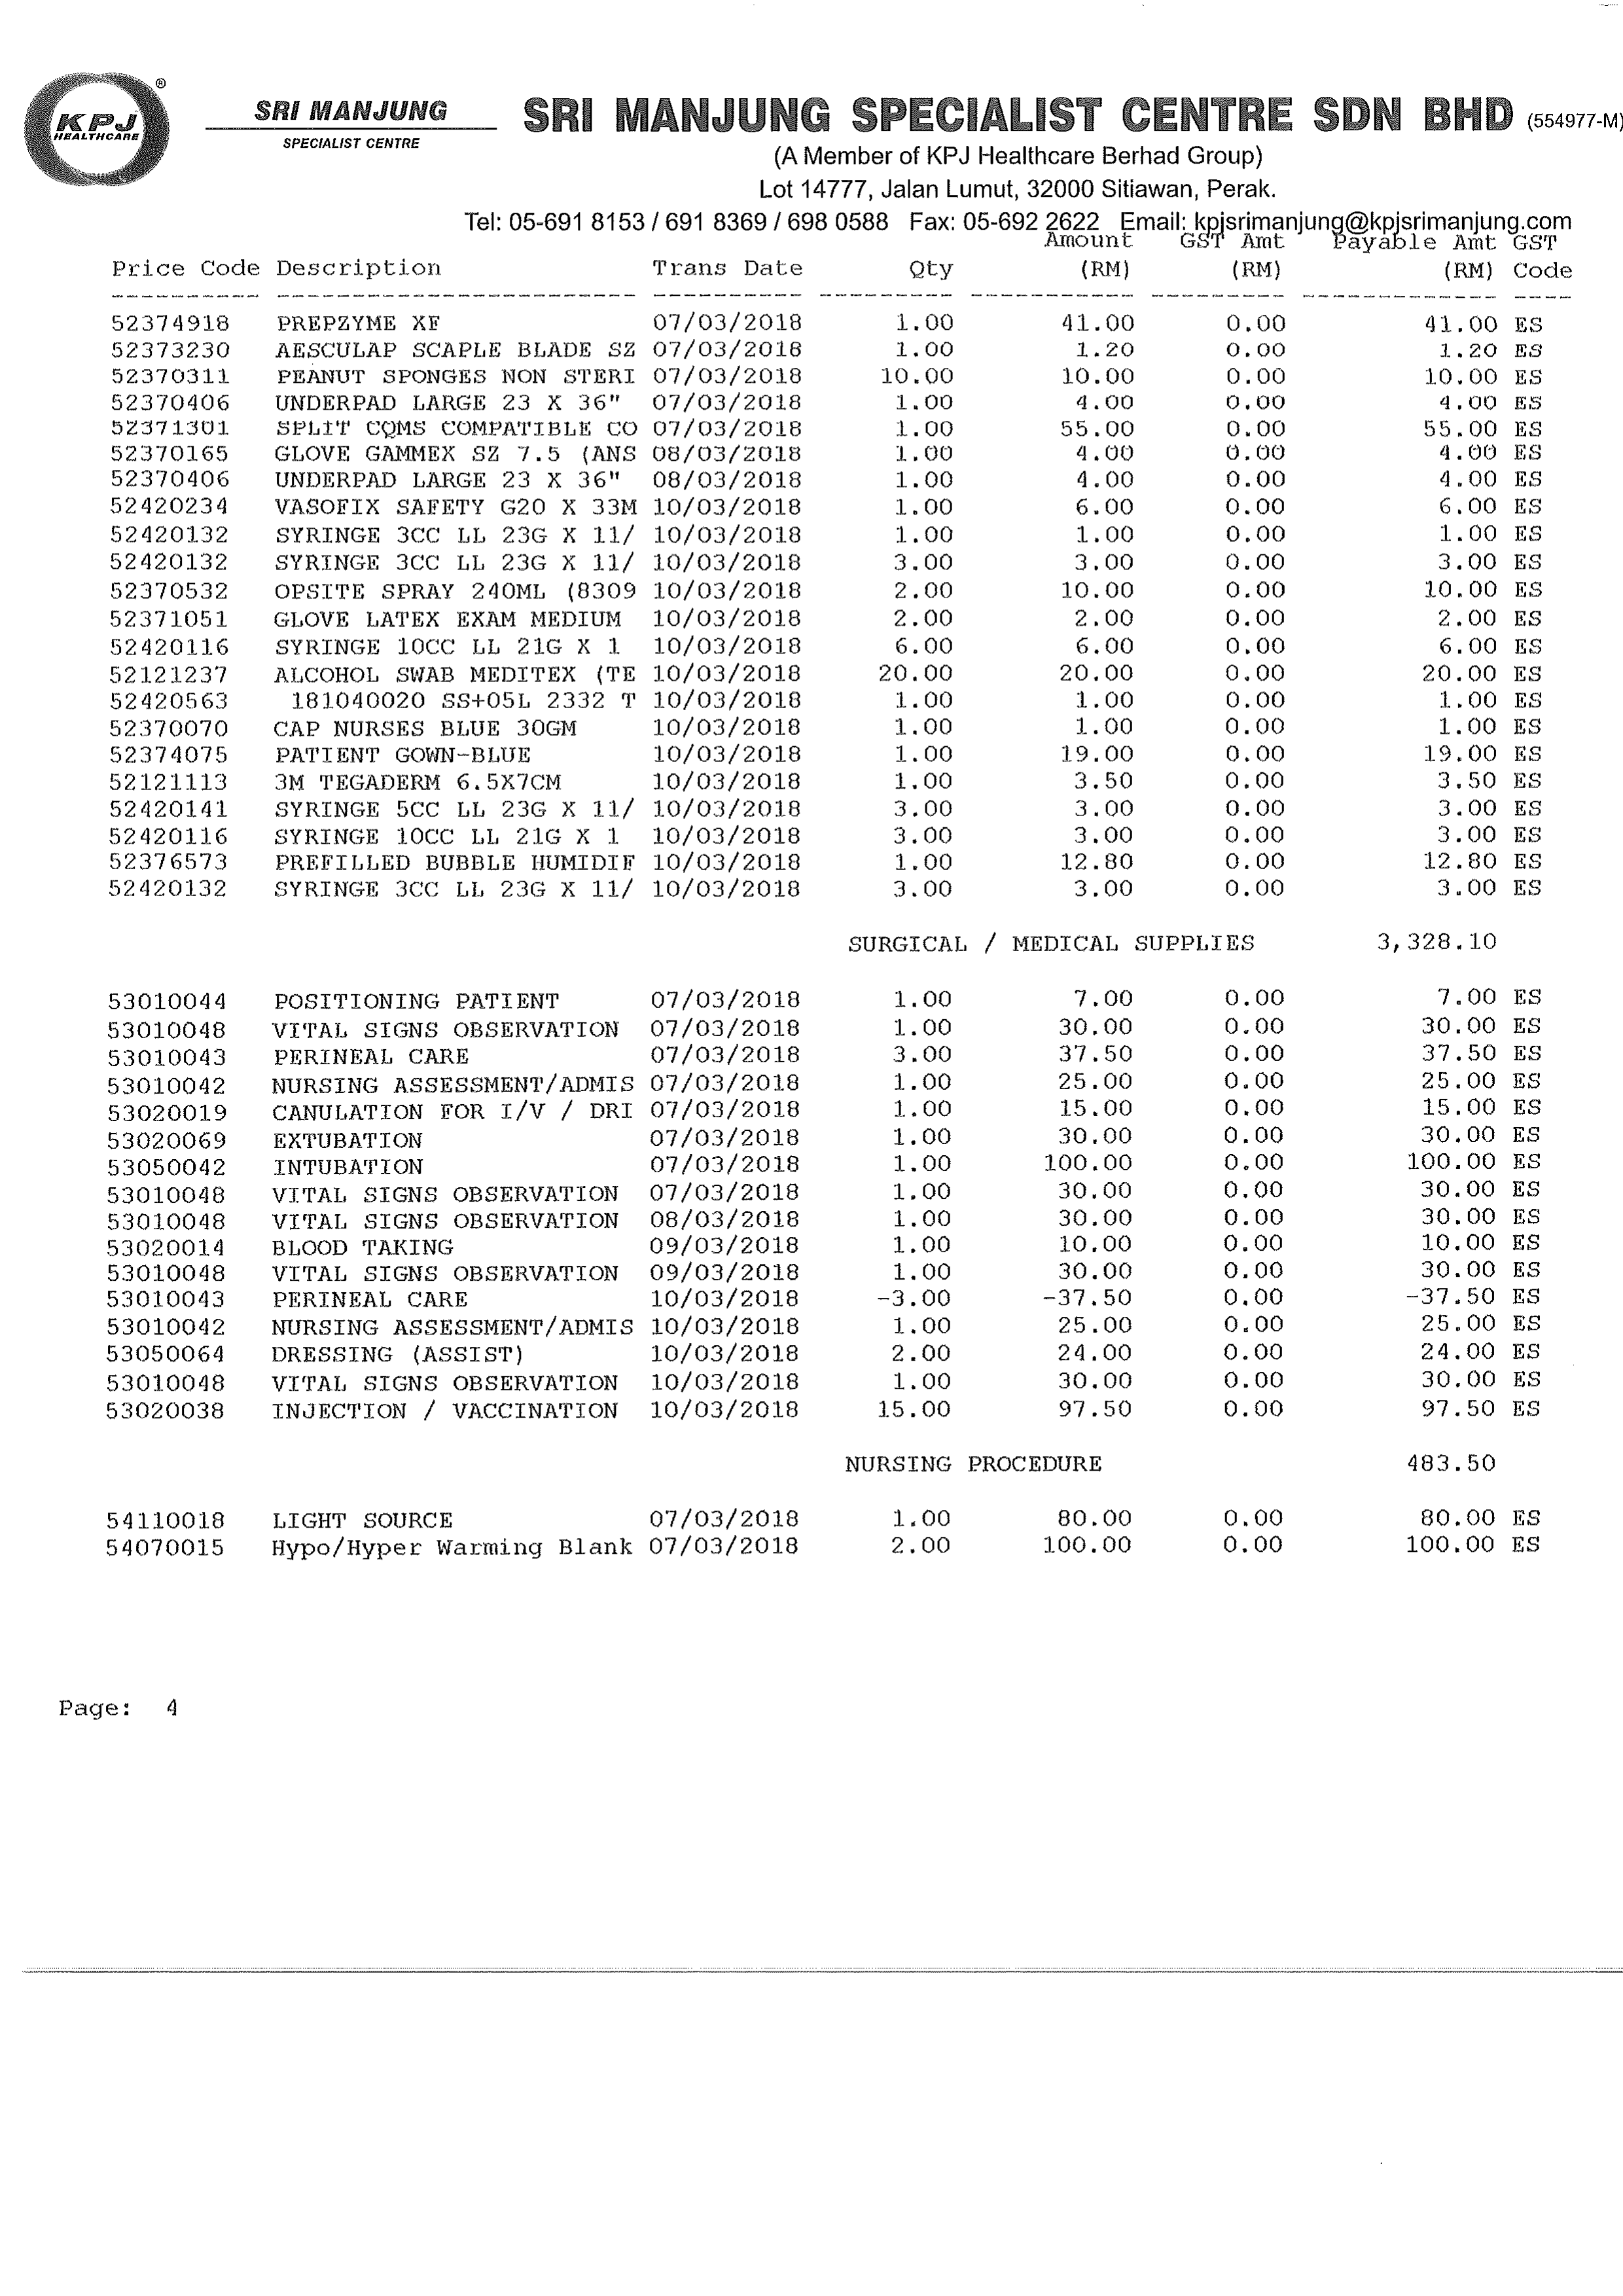 KPJ ®
HEALTHCARE
SRI MANJUNG
SPECIALIST CENTRE
SRI MANJUNG SPECIALIST CENTRE SDN BHD (554977-M)
(A Member of KPJ Healthcare Berhad Group)
Lot 14777, Jalan Lumut, 32000 Sitiawan, Perak.
Tel: 05-691 8153 / 691 8369 / 698 0588 Fax: 05-692 2622 Email: kpjsrimanjung@kpjsrimanjung.com
Amount GST Amt Payable Amt GST
Price Code Description Trans Date Qty (RM) (RM) (RM) Code
52374918 PREPZYME XF 07/03/2018 1.00 41.00 0.00 41.00 ES
52373230 AESCULAP SCAPLE BLADE SZ 07/03/2018 1.00 1.20 0.00 1.20 ES
52370311 PEANUT SPONGES NON STERI 07/03/2018 10.00 10.00 0.00 10.00 ES
52370406 UNDERPAD LARGE 23 X 36" 07/03/2018 1.00 4.00 0.00 4.00 ES
52371301 SPLIT CQMS COMPATIBLE CO 07/03/2018 1.00 55.00 0.00 55.00 ES
52370165 GLOVE GAMMEX SZ 7.5 (ANS 08/03/2018 1.00 4.00 0.00 4.00 ES
52370406 UNDERPAD LARGE 23 X 36" 08/03/2018 1.00 4.00 0.00 4.00 ES
52420234 VASOFIX SAFETY G20 X 33M 10/03/2018 1.00 6.00 0.00 6.00 ES
52420132 SYRINGE 3CC LL 23G X 11/ 10/03/2018 1.00 1.00 0.00 1.00 ES
52420132 SYRINGE 3CC LL 23G X 11/ 10/03/2018 3.00 3.00 0.00 3.00 ES
52370532 OPSITE SPRAY 240ML (8309 10/03/2018 2.00 10.00 0.00 10.00 ES
52371051 GLOVE LATEX EXAM MEDIUM 10/03/2018 2.00 2.00 0.00 2.00 ES
52420116 SYRINGE 10CC LL 21G X 1 10/03/2018 6.00 6.00 0.00 6.00 ES
52121237 ALCOHOL SWAB MEDITEX (TE 10/03/2018 20.00 20.00 0.00 20.00 ES
52420563 181040020 SS+05L 2332 T 10/03/2018 1.00 1.00 0.00 1.00 ES
52370070 CAP NURSES BLUE 30GM 10/03/2018 1.00 1.00 0.00 1.00 ES
52374075 PATIENT GOWN-BLUE 10/03/2018 1.00 19.00 0.00 19.00 ES
52121113 3M TEGADERM 6.5X7CM 10/03/2018 1.00 3.50 0.00 3.50 ES
52420141 SYRINGE 5CC LL 23G X 11/ 10/03/2018 3.00 3.00 0.00 3.00 ES
52420116 SYRINGE 10CC LL 21G X 1 10/03/2018 3.00 3.00 0.00 3.00 ES
52376573 PREFILLED BUBBLE HUMIDIF 10/03/2018 1.00 12.80 0.00 12.80 ES
52420132 SYRINGE 3CC LL 23G X 11/ 10/03/2018 3.00 3.00 0.00 3.00 ES
SURGICAL / MEDICAL SUPPLIES 3,328.10
53010044 POSITIONING PATIENT 07/03/2018 1.00 7.00 0.00 7.00 ES
53010048 VITAL SIGNS OBSERVATION 07/03/2018 1.00 30.00 0.00 30.00 ES
53010043 PERINEAL CARE 07/03/2018 3.00 37.50 0.00 37.50 ES
53010042 NURSING ASSESSMENT/ADMIS 07/03/2018 1.00 25.00 0.00 25.00 ES
53020019 CANULATION FOR I/V / DRI 07/03/2018 1.00 15.00 0.00 15.00 ES
53020069 EXTUBATION 07/03/2018 1.00 30.00 0.00 30.00 ES
53050042 INTUBATION 07/03/2018 1.00 100.00 0.00 100.00 ES
53010048 VITAL SIGNS OBSERVATION 07/03/2018 1.00 30.00 0.00 30.00 ES
53010048 VITAL SIGNS OBSERVATION 08/03/2018 1.00 30.00 0.00 30.00 ES
53020014 BLOOD TAKING 09/03/2018 1.00 10.00 0.00 10.00 ES
53010048 VITAL SIGNS OBSERVATION 09/03/2018 1.00 30.00 0.00 30.00 ES
53010043 PERINEAL CARE 10/03/2018 -3.00 -37.50 0.00 -37.50 ES
53010042 NURSING ASSESSMENT/ADMIS 10/03/2018 1.00 25.00 0.00 25.00 ES
53050064 DRESSING (ASSIST) 10/03/2018 2.00 24.00 0.00 24.00 ES
53010048 VITAL SIGNS OBSERVATION 10/03/2018 1.00 30.00 0.00 30.00 ES
53020038 INJECTION / VACCINATION 10/03/2018 15.00 97.50 0.00 97.50 ES
NURSING PROCEDURE 483.50
54110018 LIGHT SOURCE 07/03/2018 1.00 80.00 0.00 80.00 ES
54070015 Hypo/Hyper Warming Blank 07/03/2018 2.00 100.00 0.00 100.00 ES
Page: 4